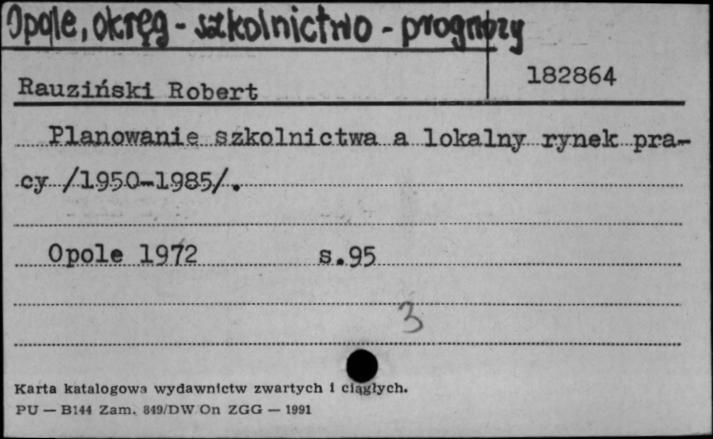 Opole, okręg - szkolnictwo - prognozy
182864
Rauziński Robert
Planowanie szkolnictwa a lokalny rynek pra-
cy /1950-1985/.
Opole 1972 s.95
3
Karta katalogowa wydawnictw zwartych i ciągłych.
PU — B144 Zam. 849/DW/On ZGG — 1991